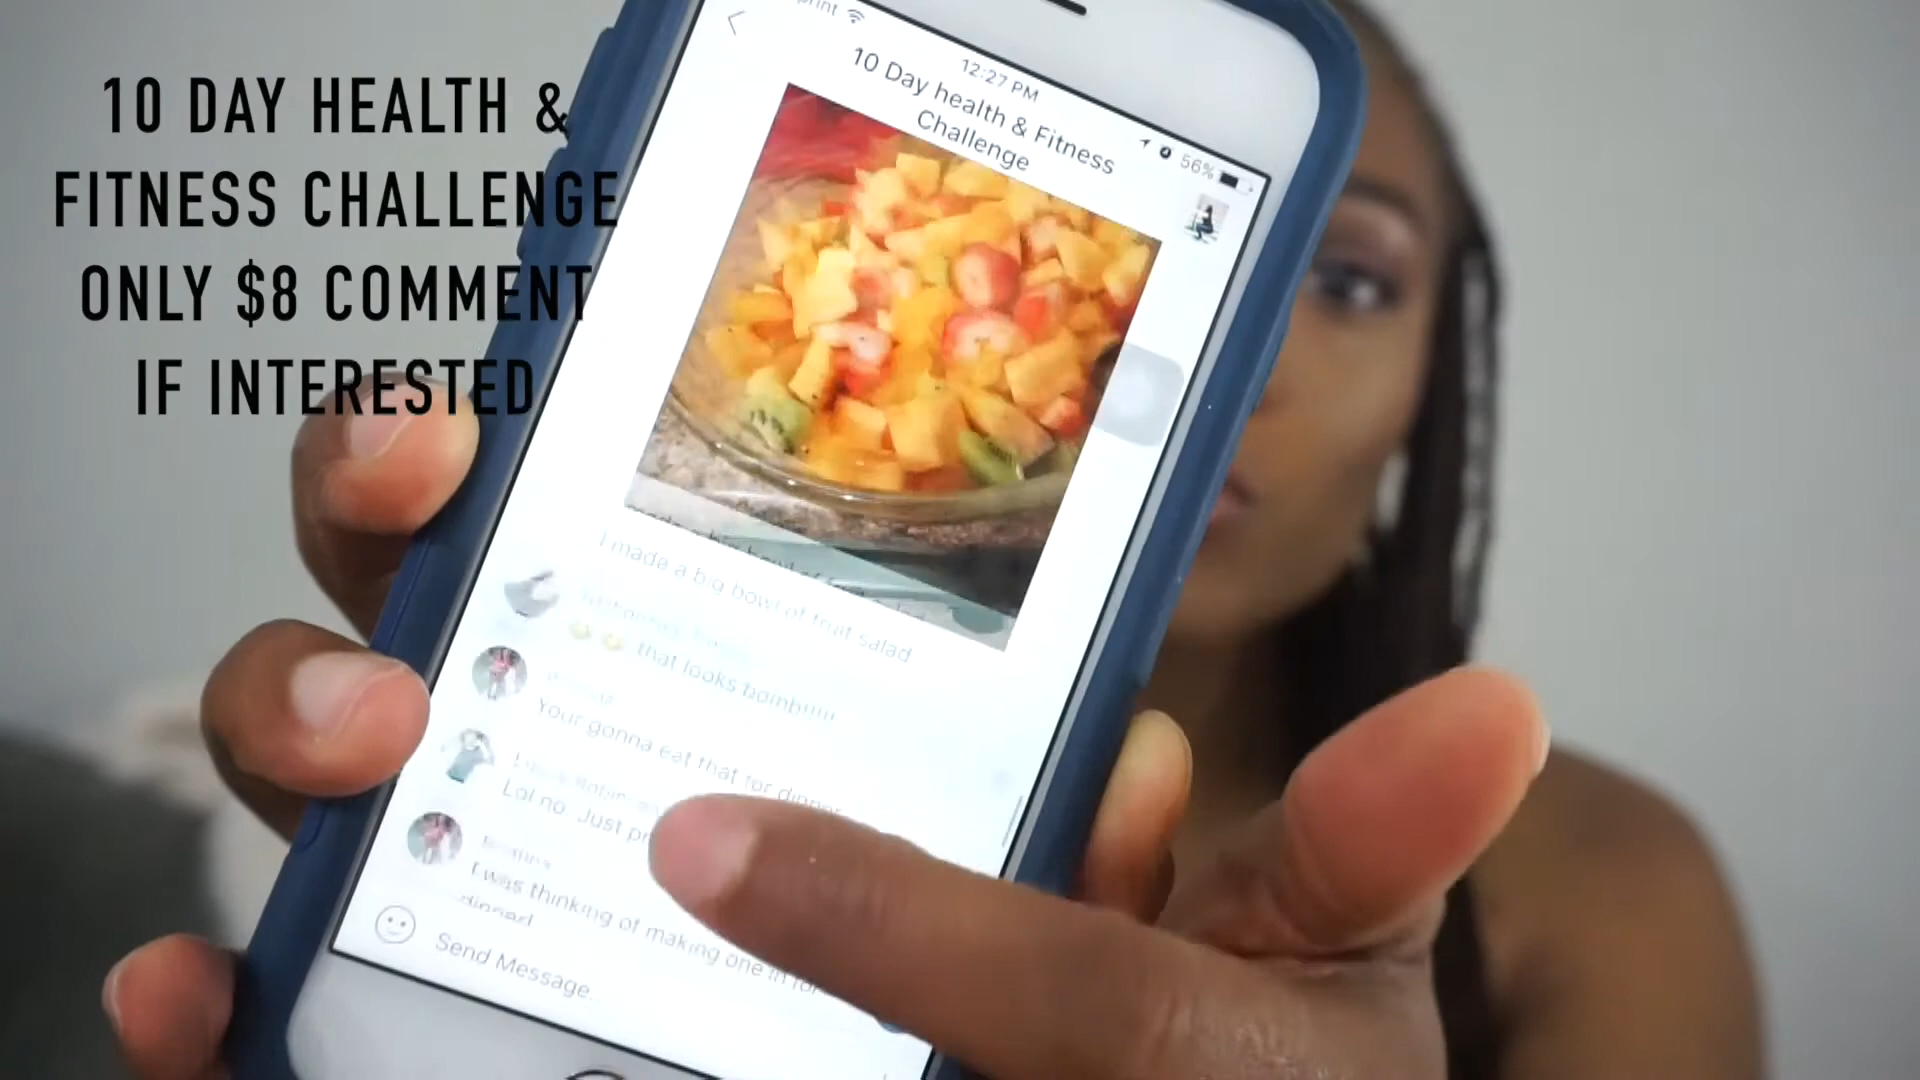 10 DAY HEALTH &
FITNESS CHALLENGE
ONLY $8 COMMENT
IF INTERESTED
12:27 PM
56%
10 Day health & Fitness
Challenge
I made a big bowl of fruit salad
that looks bomb!!!!!
Your gonna eat that for dinner
Lol no. Just
I was thinking of making one
Send Message...